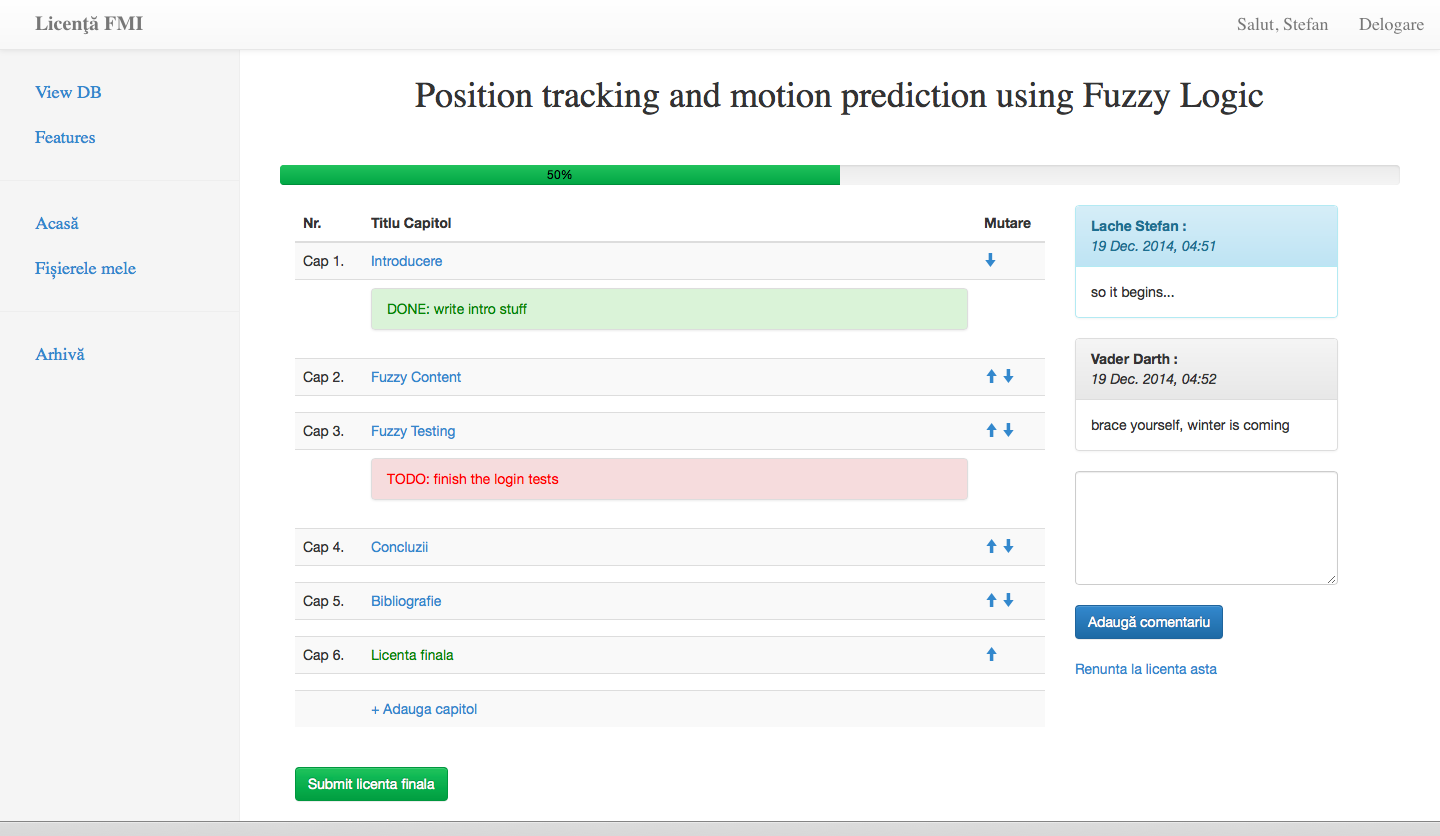 Licenţă FMI
Salut, Stefan
Delogare
View DB
Features
Acasă
Fișierele mele
Arhivă
Position tracking and motion prediction using Fuzzy Logic
50%
Nr. Titlu Capitol Mutare
Cap 1. Introducere
DONE: write intro stuff
Cap 2. Fuzzy Content
Cap 3. Fuzzy Testing
TODO: finish the login tests
Cap 4. Concluzii
Cap 5. Bibliografie
Cap 6. Licenta finala
+ Adauga capitol
Submit licenta finala
Lache Stefan :
19 Dec. 2014, 04:51
so it begins...
Vader Darth :
19 Dec. 2014, 04:52
brace yourself, winter is coming
Adaugă comentariu
Renunta la licenta asta